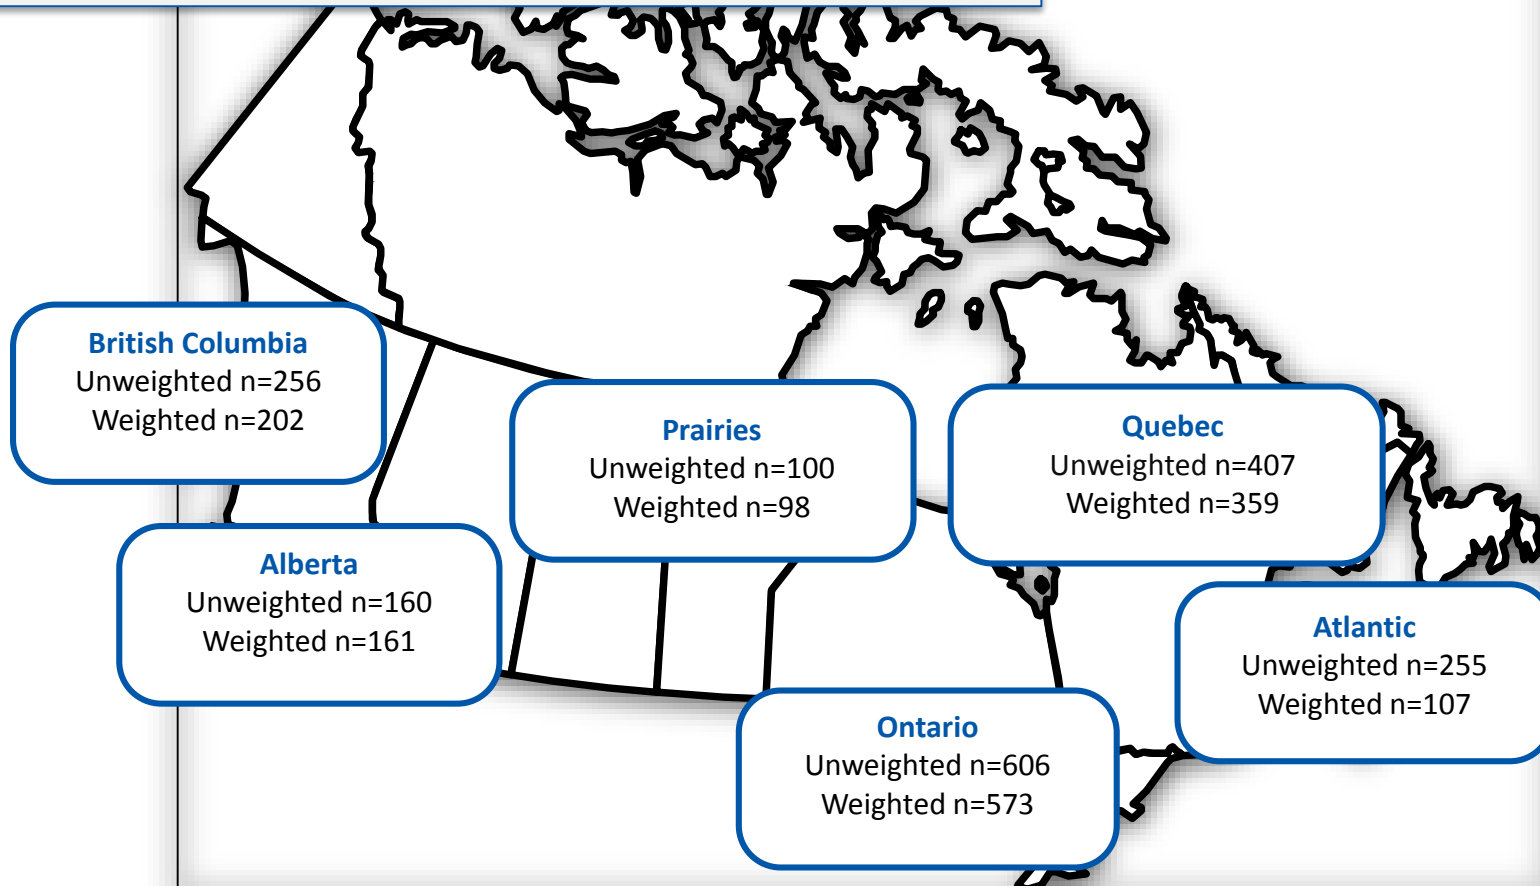 British Columbia
Unweighted n=256
Weighted n=202
Prairies
Unweighted n=100
Weighted n=98
Quebec
Unweighted n=407
Weighted n=359
Alberta
Unweighted n=160
Weighted n=161
Atlantic
Unweighted n=255
Weighted n=107
Ontario
Unweighted n=606
Weighted n=573